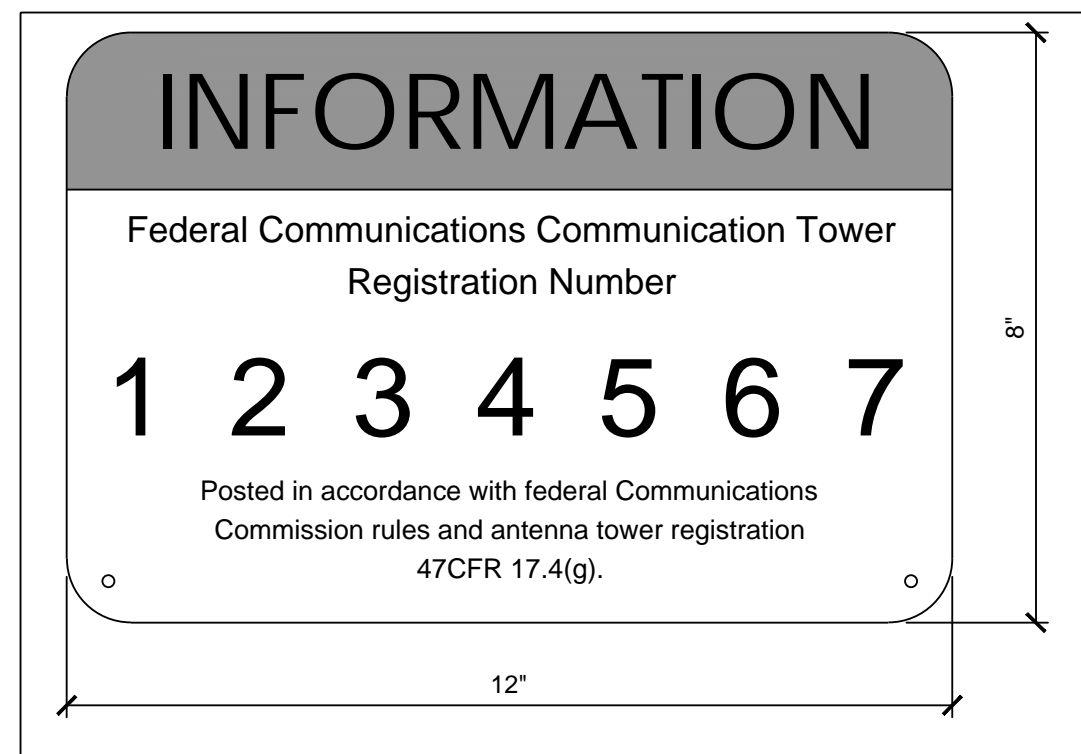 INFORMATION
Federal Communications Communication Tower
Registration Number
1 2 3 4 5 6 7
Posted in accordance with federal Communications
Commission rules and antenna tower registration
47CFR 17.4(g).
8"
12"